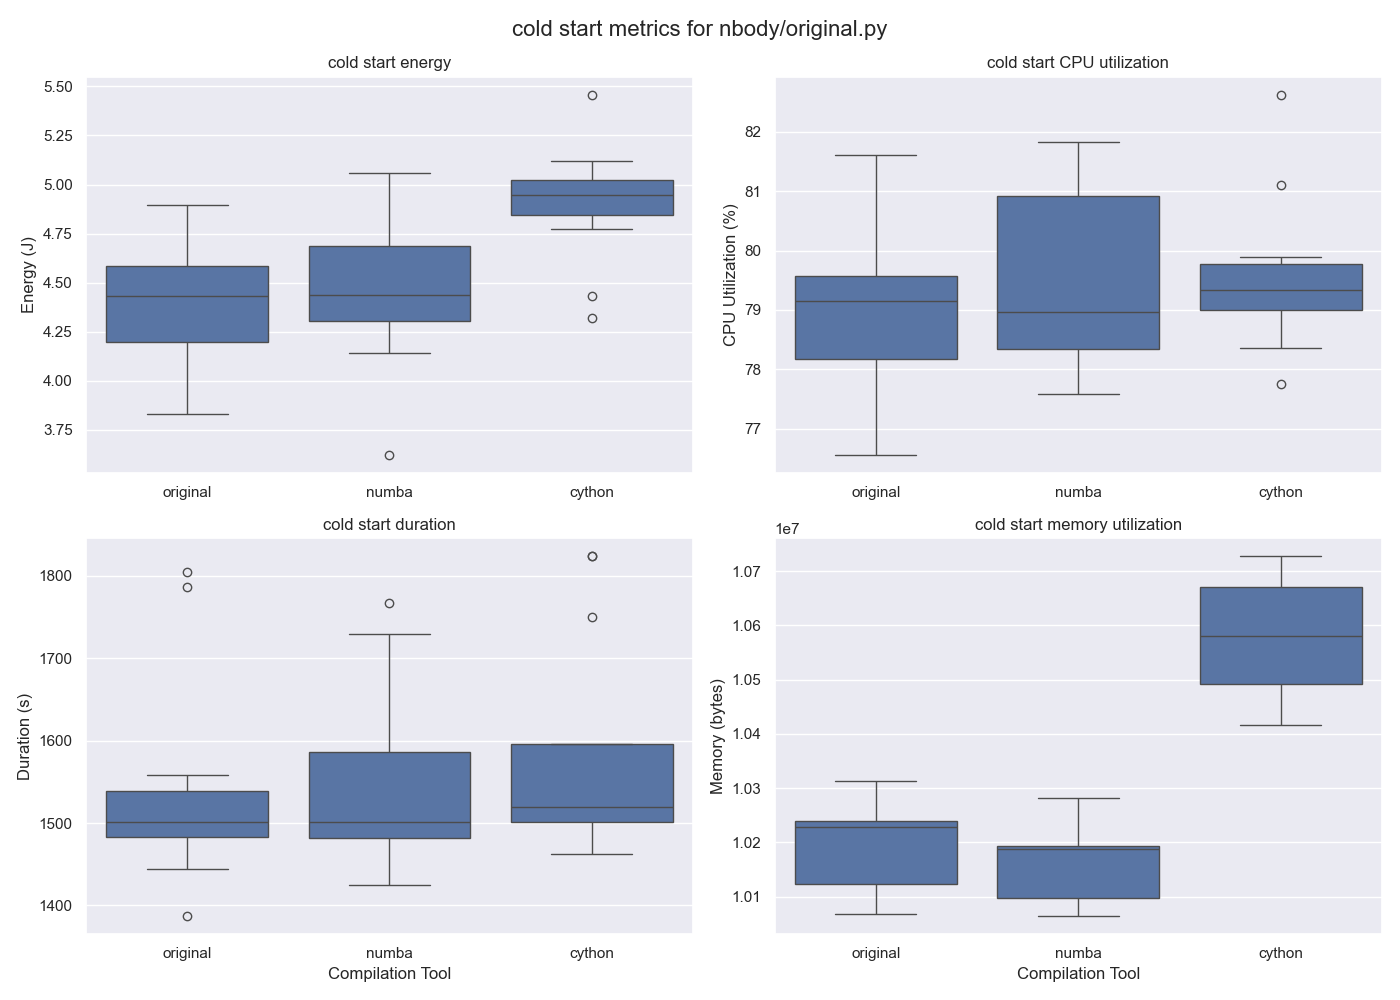 cold start metrics for nbody/original.py
cold start energy
Energy (J)
5.50
5.25
5.00
4.75
4.50
4.25
4.00
3.75
original numba cython
cold start CPU utilization
CPU Utilization (%)
82
81
80
79
78
77
original numba cython
cold start duration
Duration (s)
1800
1700
1600
1500
1400
original numba cython
Compilation Tool
cold start memory utilization
1e7
Memory (bytes)
1.07
1.06
1.05
1.04
1.03
1.02
1.01
original numba cython
Compilation Tool